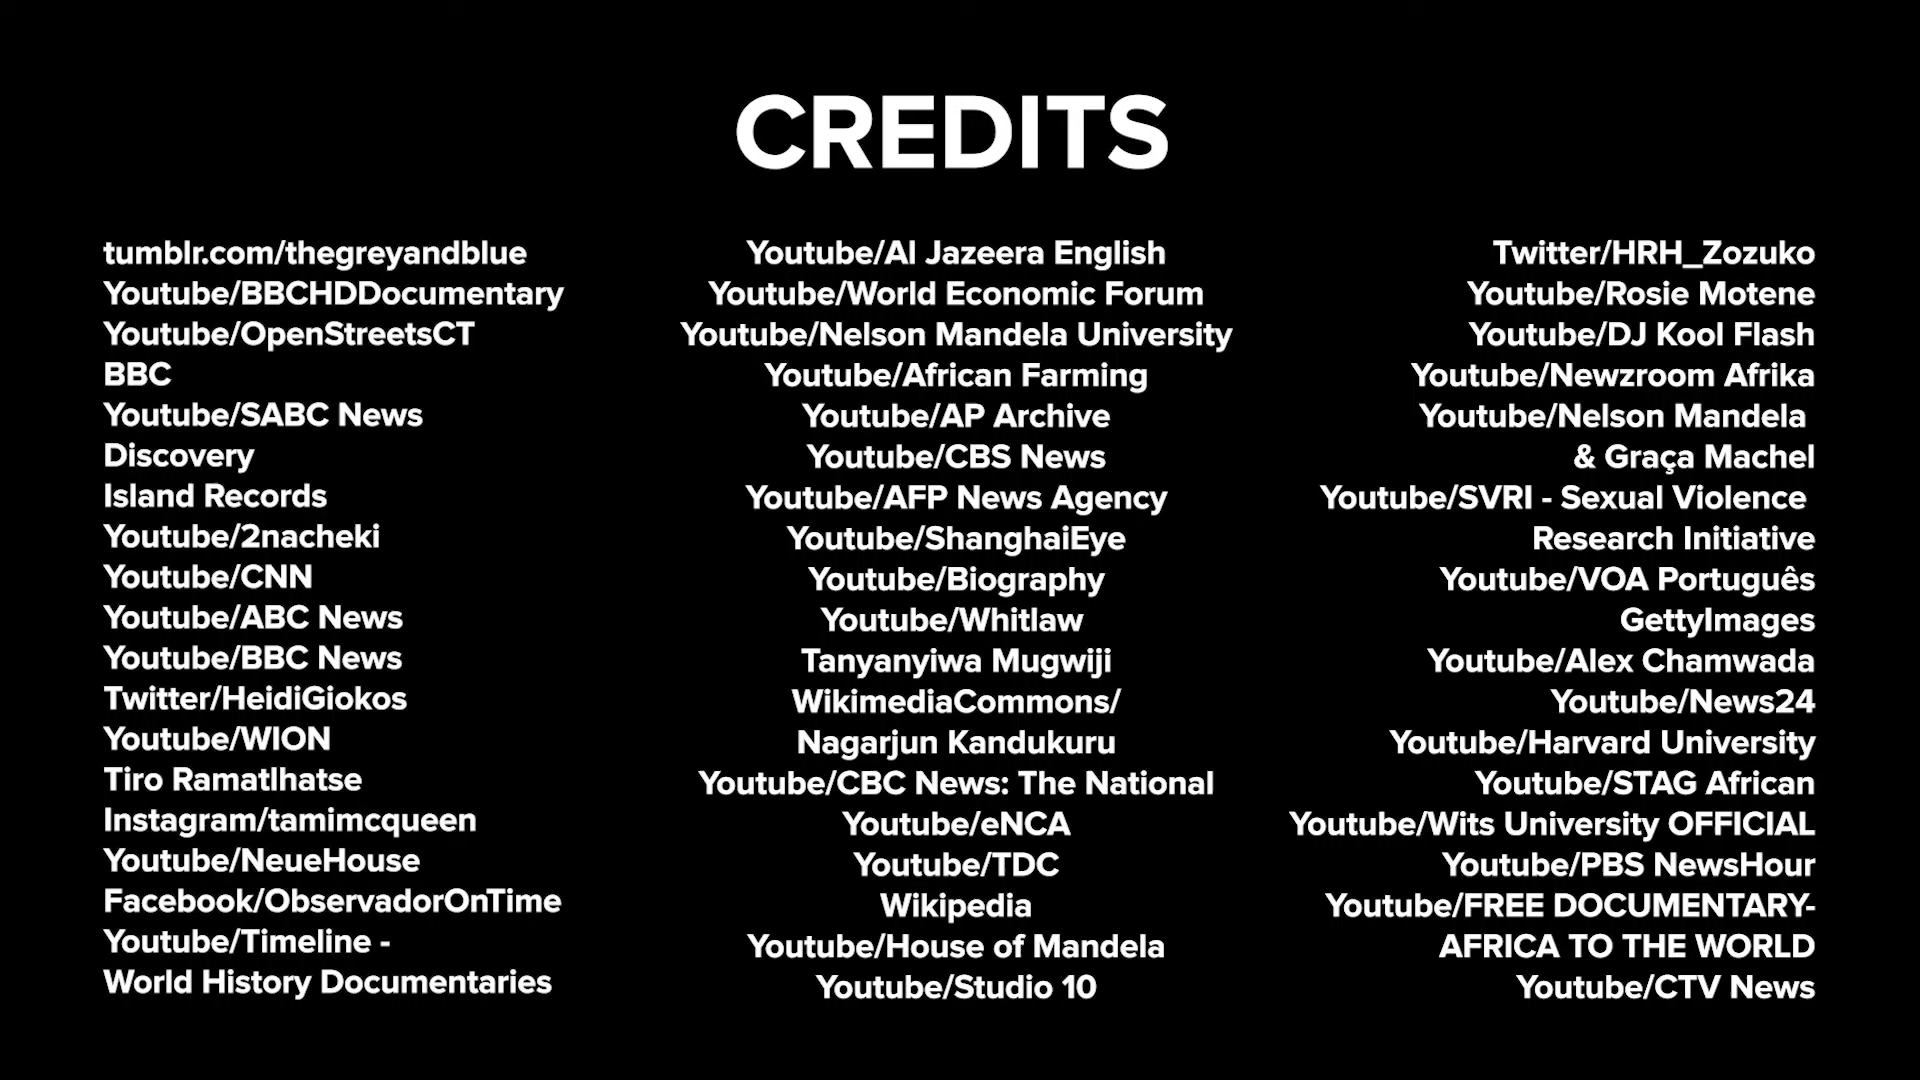 CREDITS
tumblr.com/thegreyandblue
Youtube/BBCHDDocumentary
Youtube/OpenStreetsCT
BBC
Youtube/SABC News
Discovery
Island Records
Youtube/2nacheki
Youtube/CNN
Youtube/ABC News
Youtube/BBC News
Twitter/HeidiGiokos
Youtube/WION
Tiro Ramatlhatse
Instagram/tamimcqueen
Youtube/NeueHouse
Facebook/ObservadorOnTime
Youtube/Timeline -
World History Documentaries
Youtube/Al Jazeera English
Youtube/World Economic Forum
Youtube/Nelson Mandela University
Youtube/African Farming
Youtube/AP Archive
Youtube/CBS News
Youtube/AFP News Agency
Youtube/ShanghaiEye
Youtube/Biography
Youtube/Whitlaw
Tanyanyiwa Mugwiji
WikimediaCommons/
Nagarjun Kandukuru
Youtube/CBC News: The National
Youtube/eNCA
Youtube/TDC
Wikipedia
Youtube/House of Mandela
Youtube/Studio 10
Twitter/HRH_Zozuko
Youtube/Rosie Motene
Youtube/DJ Kool Flash
Youtube/Newzroom Afrika
Youtube/Nelson Mandela
& Graça Machel
Youtube/SVRI - Sexual Violence
Research Initiative
Youtube/VOA Português
GettyImages
Youtube/Alex Chamwada
Youtube/News24
Youtube/Harvard University
Youtube/STAG African
Youtube/Wits University OFFICIAL
Youtube/PBS NewsHour
Youtube/FREE DOCUMENTARY-
AFRICA TO THE WORLD
Youtube/CTV News